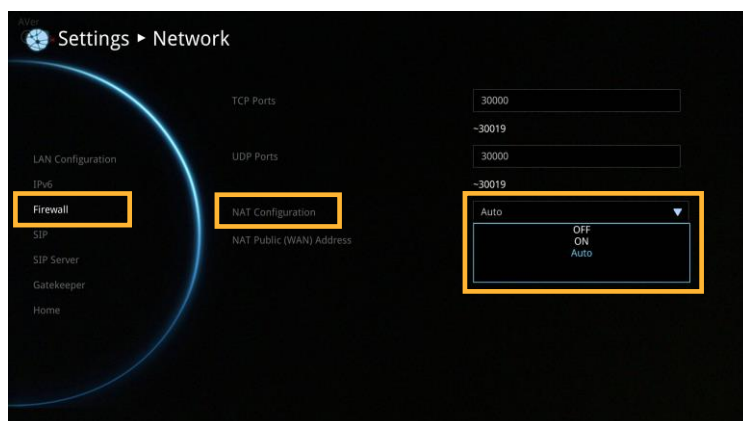 AVer
Settings ▸ Network
TCP Ports
30000
~30019
LAN Configuration
UDP Ports
30000
IPv6
~30019
Firewall
NAT Configuration
Auto
OFF
ON
Auto
SIP
NAT Public (WAN) Address
SIP Server
Gatekeeper
Home